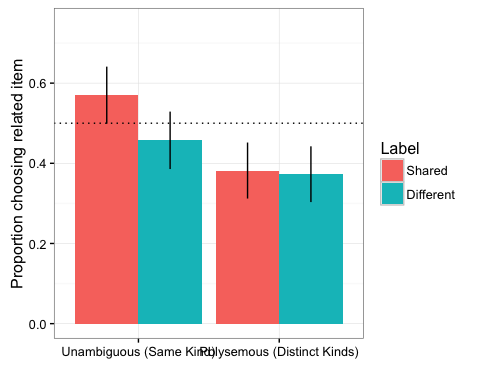 Proportion choosing related item
0.6
0.4
0.2
0.0
Unambiguous (Same Kind)
Polysemous (Distinct Kinds)
Label
Shared
Different